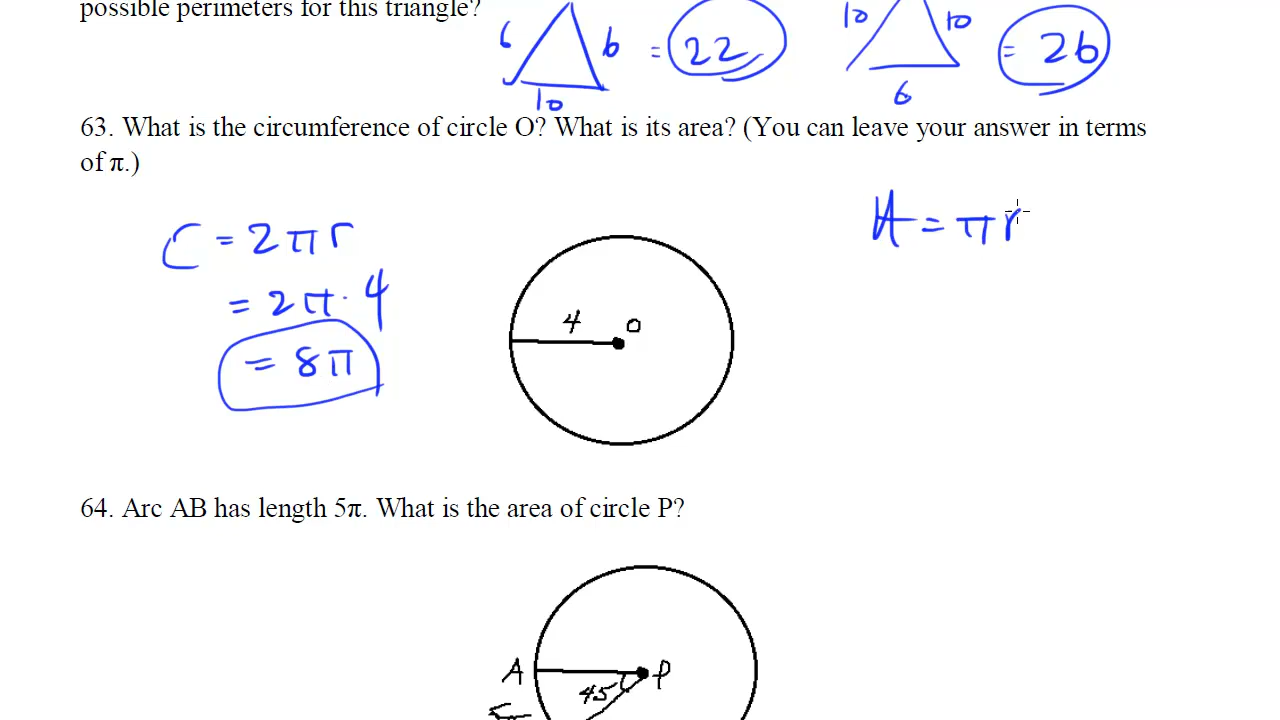 possible perimeters for this triangle?
6 6 = 22
10
10 10 = 26
6
63. What is the circumference of circle O? What is its area? (You can leave your answer in terms
of π.)
C = 2πr
= 2π · 4
= 8π
4 O
A = πr
64. Arc AB has length 5π. What is the area of circle P?
A P
45